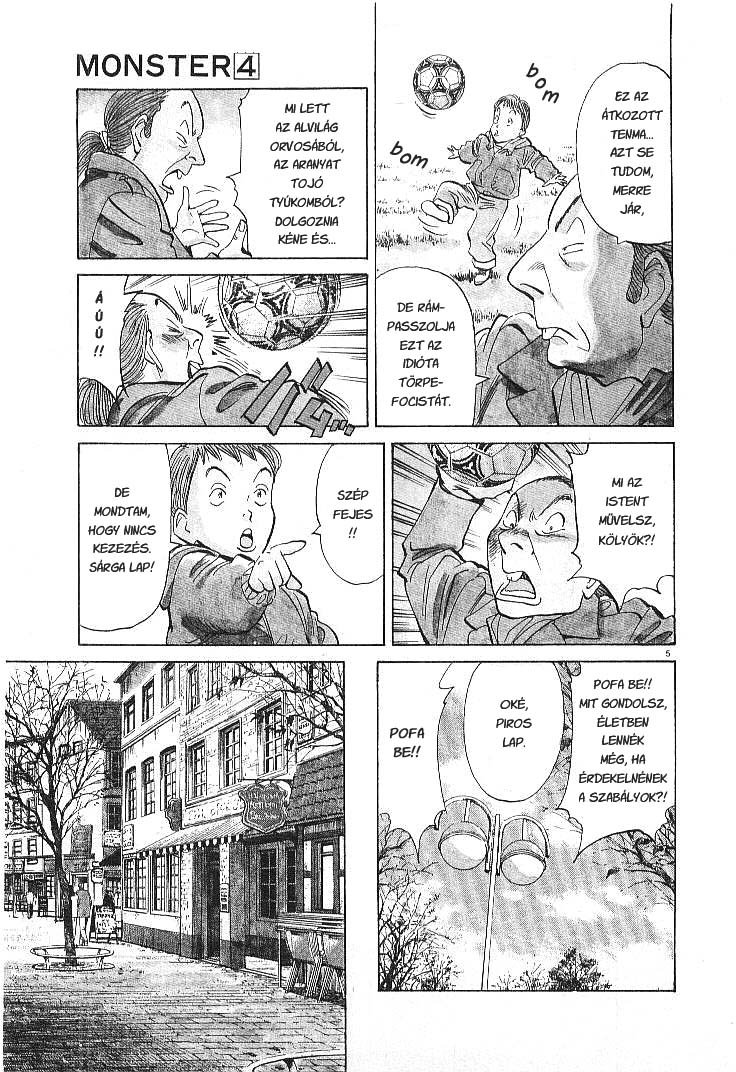 MONSTER 4
bom
bom
EZ AZ
ÁTKOZOTT
TENMA...
AZT SE
TUDOM,
MERRE
JÁR,
DE RÁM-
PASSZOLJA
EZT AZ
IDIÓTA
TÖRPE-
FOCISTÁT.
MI LETT
AZ ALVILÁG
ORVOSÁBÓL,
AZ ARANYAT
TOJÓ
TYÚKOMBÓL?
DOLGOZNIA
KÉNE ÉS...
Á
Ú
Ú
!!
MI AZ
ISTENT
MŰVELSZ,
KÖLYÖK?!
SZÉP
FEJES
!!
DE
MONDTAM,
HOGY NINCS
KEZEZÉS.
SÁRGA LAP!
5
POFA BE!!
MIT GONDOLSZ,
ÉLETBEN
LENNÉK
MÉG, HA
ÉRDEKELNÉNEK
A SZABÁLYOK?!
OKÉ,
PIROS
LAP.
POFA
BE!!